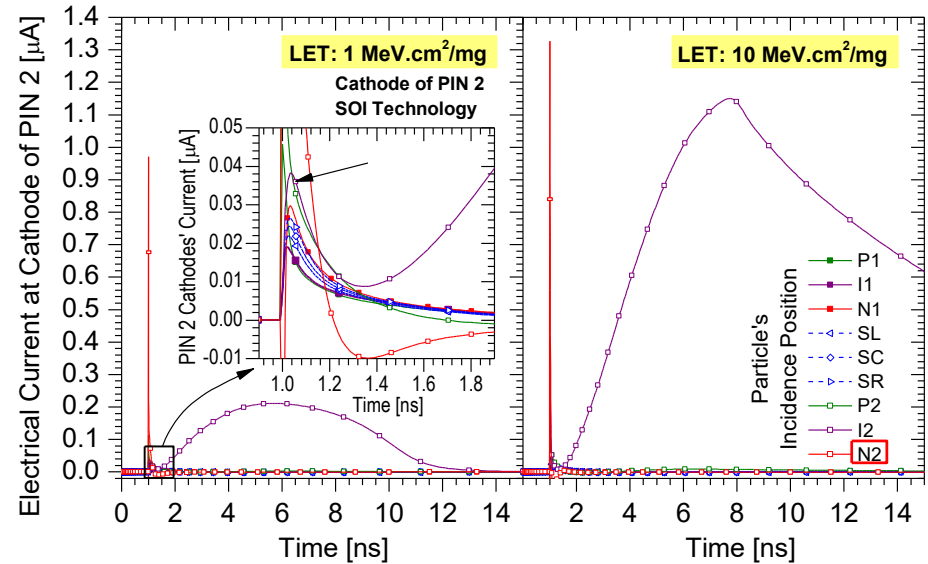 Electrical Current at Cathode of PIN 2 [µA]
1.4
1.3
1.2
1.1
1.0
0.9
0.8
0.7
0.6
0.5
0.4
0.3
0.2
0.1
0.0
LET: 1 MeV.cm²/mg
Cathode of PIN 2
SOI Technology
PIN 2 Cathodes' Current [µA]
0.05
0.04
0.03
0.02
0.01
0.00
-0.01
1.0 1.2 1.4 1.6 1.8
Time [ns]
0 2 4 6 8 10 12 14
Time [ns]
LET: 10 MeV.cm²/mg
Particle's
Incidence Position
P1
I1
N1
SL
SC
SR
P2
I2
N2
2 4 6 8 10 12 14
Time [ns]